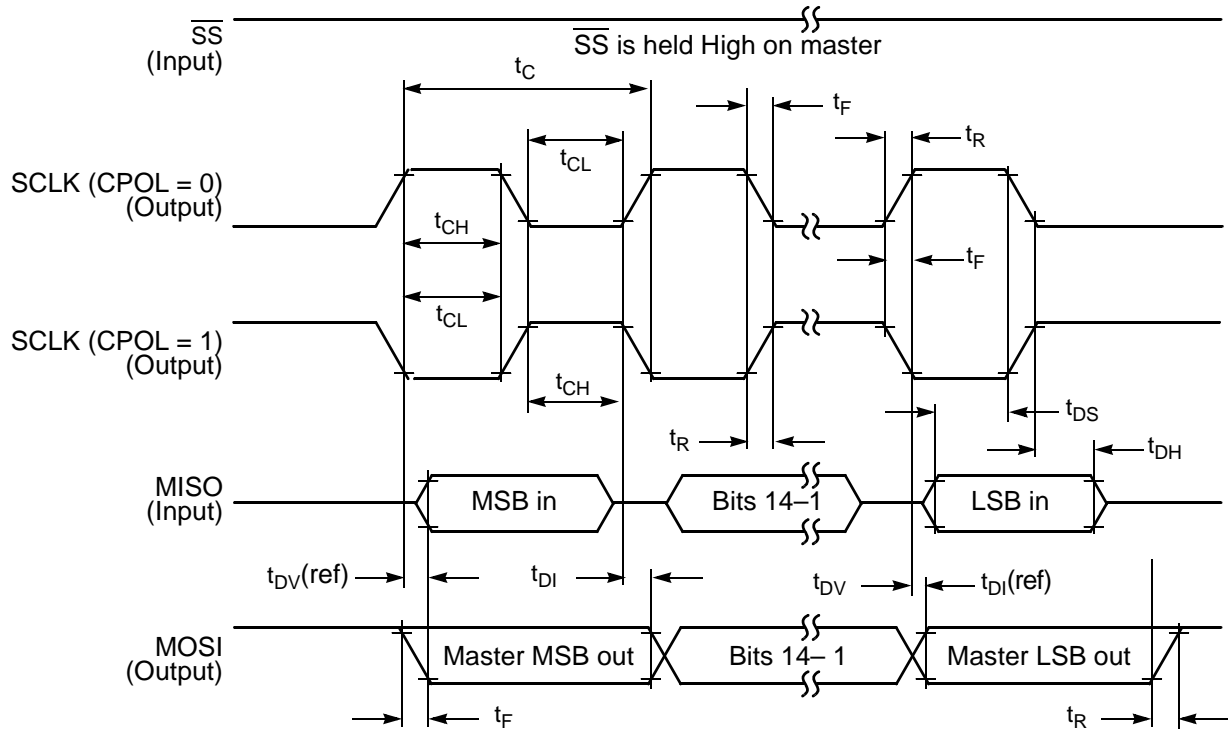 SS
(Input)
SS is held High on master
tC
tF
tR
tCL
SCLK (CPOL = 0)
(Output)
tCH
tF
tCL
SCLK (CPOL = 1)
(Output)
tCH
tDS
tR
tDH
MISO
(Input)
MSB in
Bits 14–1
LSB in
tDV(ref)
tDI
tDV
tDI(ref)
MOSI
(Output)
Master MSB out
Bits 14– 1
Master LSB out
tF
tR